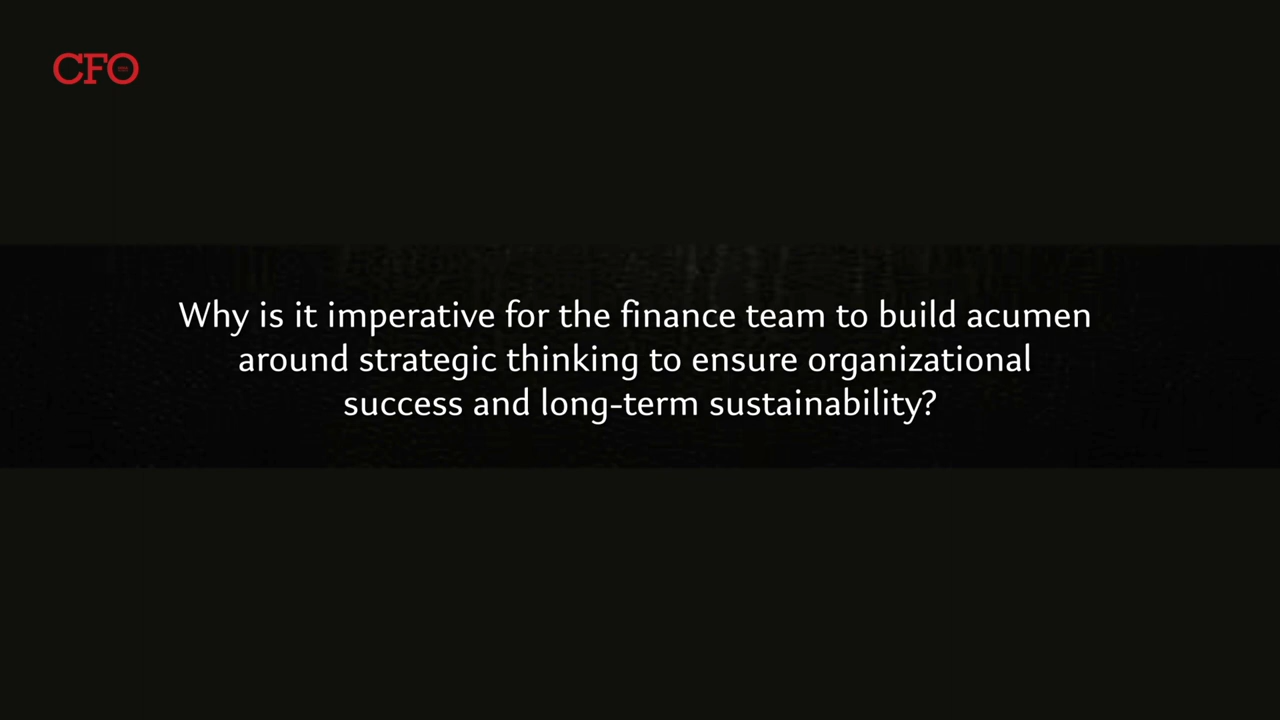 CFO
Why is it imperative for the finance team to build acumen
around strategic thinking to ensure organizational
success and long-term sustainability?